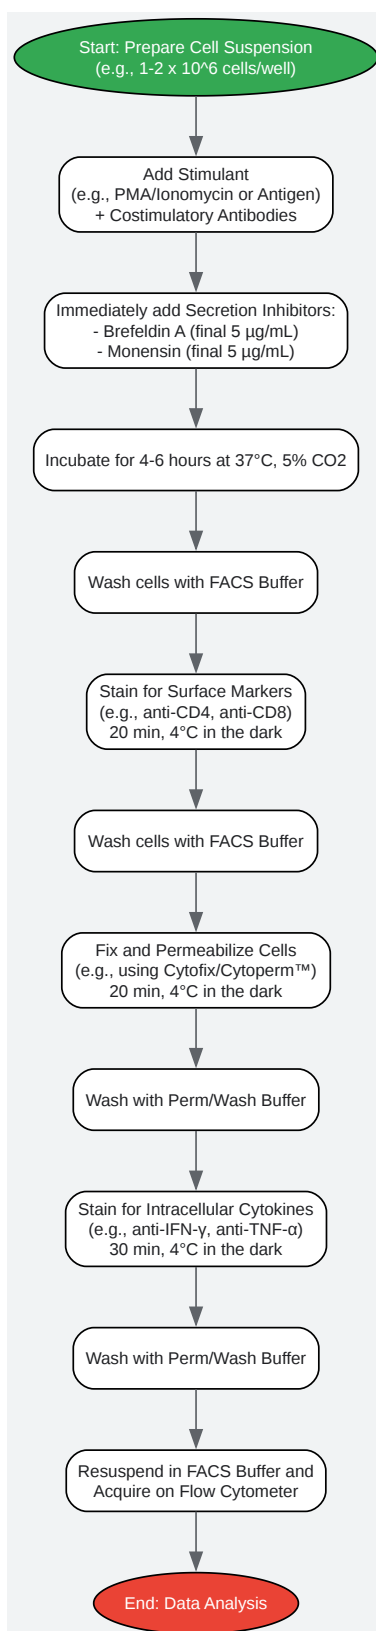 Start: Prepare Cell Suspension
(e.g., 1-2 x 10^6 cells/well)
Add Stimulant
(e.g., PMA/Ionomycin or Antigen)
+ Costimulatory Antibodies
Immediately add Secretion Inhibitors:
- Brefeldin A (final 5 µg/mL)
- Monensin (final 5 µg/mL)
Incubate for 4-6 hours at 37°C, 5% CO2
Wash cells with FACS Buffer
Stain for Surface Markers
(e.g., anti-CD4, anti-CD8)
20 min, 4°C in the dark
Wash cells with FACS Buffer
Fix and Permeabilize Cells
(e.g., using Cytofix/Cytoperm™)
20 min, 4°C in the dark
Wash with Perm/Wash Buffer
Stain for Intracellular Cytokines
(e.g., anti-IFN-γ, anti-TNF-α)
30 min, 4°C in the dark
Wash with Perm/Wash Buffer
Resuspend in FACS Buffer and
Acquire on Flow Cytometer
End: Data Analysis